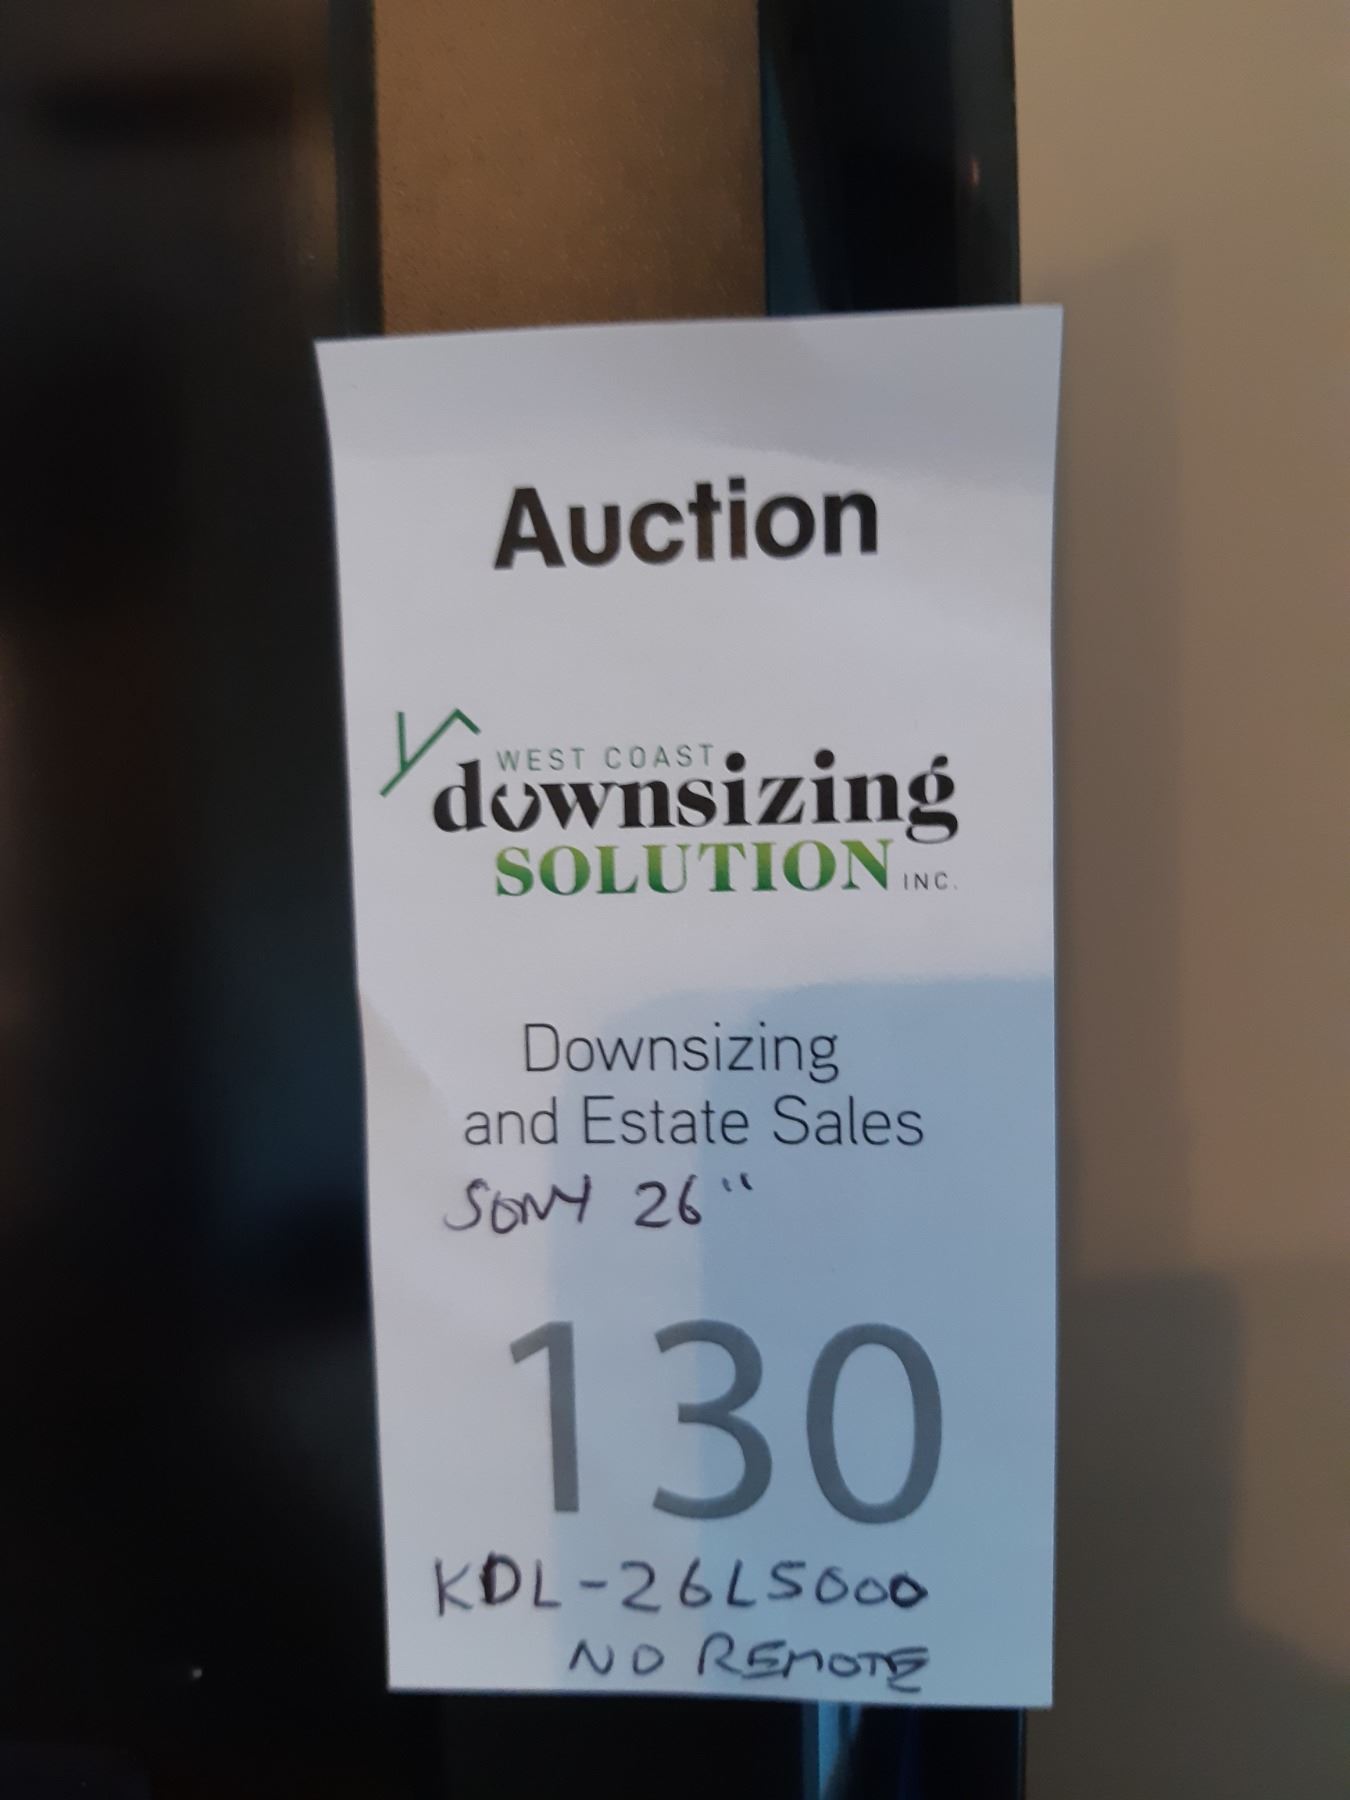 Auction
WEST COAST
downsizing
SOLUTION INC.
Downsizing
and Estate Sales
SONY 26"
130
KDL-26L5000
NO REMOTE